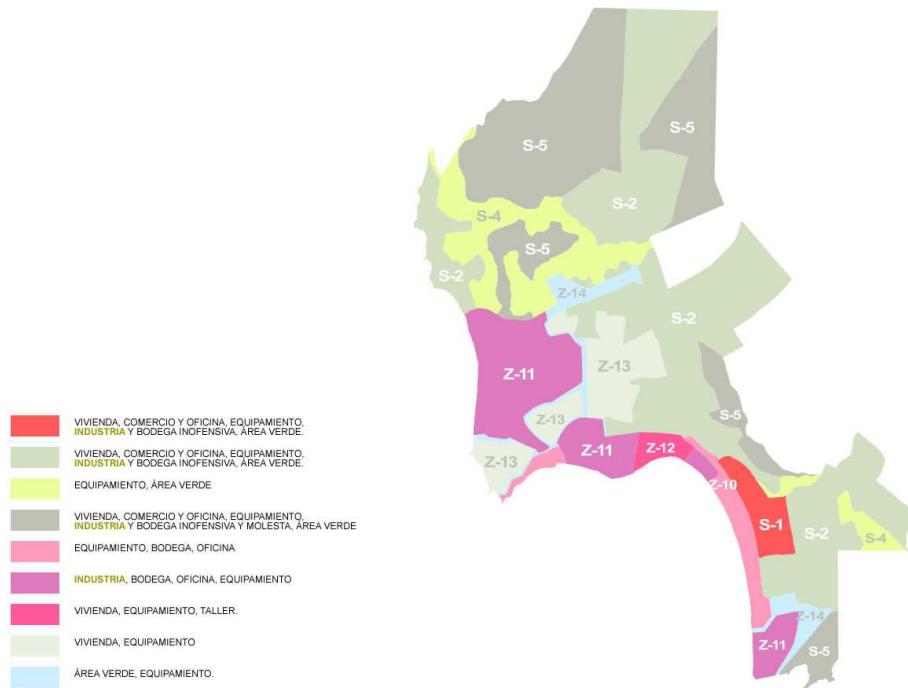 S-5
S-5
S-2
S-4
S-5
S-2
Z-14
S-2
Z-11
Z-13
S-5
Z-13
Z-11
Z-12
Z-13
Z-10
S-1
S-2
S-4
Z-14
Z-11
S-5
VIVIENDA, COMERCIO Y OFICINA, EQUIPAMIENTO,
INDUSTRIA Y BODEGA INOFENSIVA, ÁREA VERDE.
VIVIENDA, COMERCIO Y OFICINA, EQUIPAMIENTO,
INDUSTRIA Y BODEGA INOFENSIVA, ÁREA VERDE.
EQUIPAMIENTO, ÁREA VERDE
VIVIENDA, COMERCIO Y OFICINA, EQUIPAMIENTO,
INDUSTRIA Y BODEGA INOFENSIVA Y MOLESTA, ÁREA VERDE
EQUIPAMIENTO, BODEGA, OFICINA
INDUSTRIA, BODEGA, OFICINA, EQUIPAMIENTO
VIVIENDA, EQUIPAMIENTO, TALLER.
VIVIENDA, EQUIPAMIENTO
ÁREA VERDE, EQUIPAMIENTO.